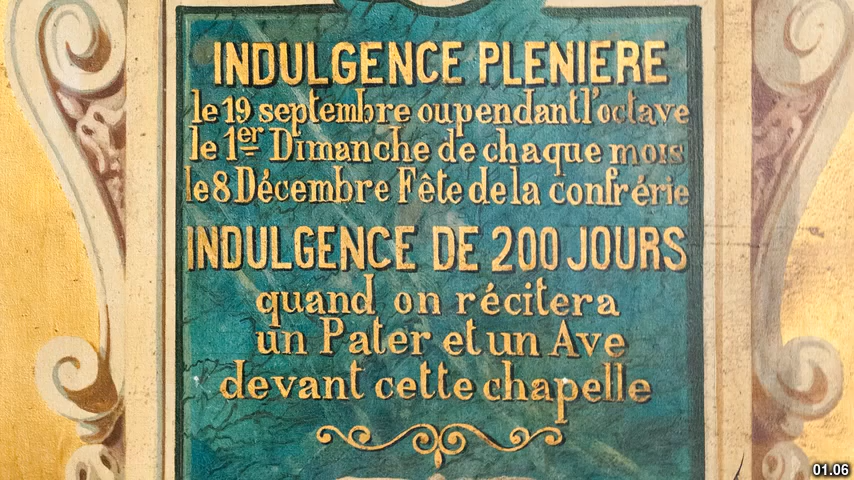 INDULGENCE PLENIERE
le 19 septembre ou pendant l'octave
le 1er Dimanche de chaque mois
le 8 Décembre Fête de la confrérie
INDULGENCE DE 200 JOURS
quand on récitera
un Pater et un Ave
devant cette chapelle
01.06